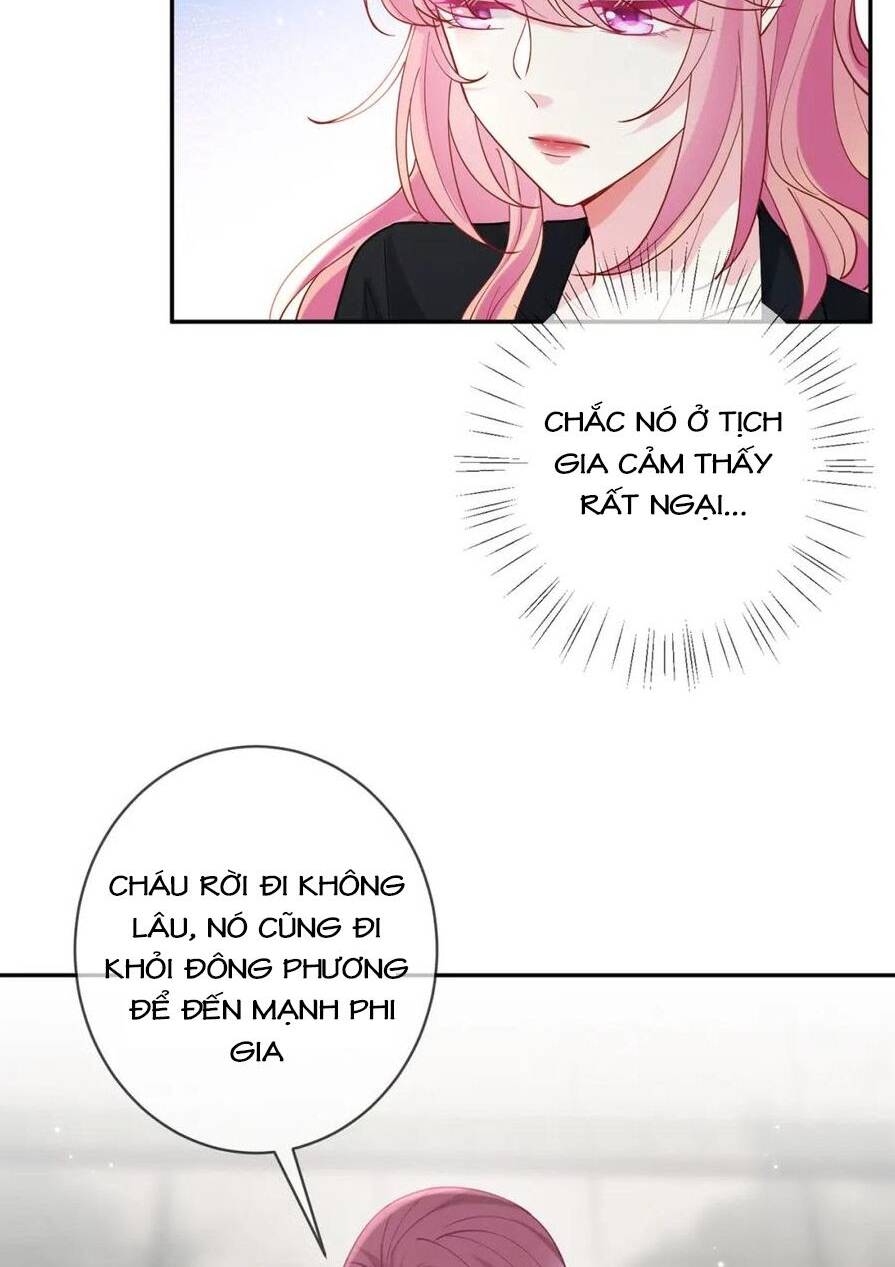 CHẮC NÓ Ở TỊCH
GIA CẢM THẤY
RẤT NGẠI...
CHÁU RỜI ĐI KHÔNG
LÂU, NÓ CŨNG ĐI
KHỎI ĐÔNG PHƯƠNG
ĐỂ ĐẾN MẠNH PHI
GIA